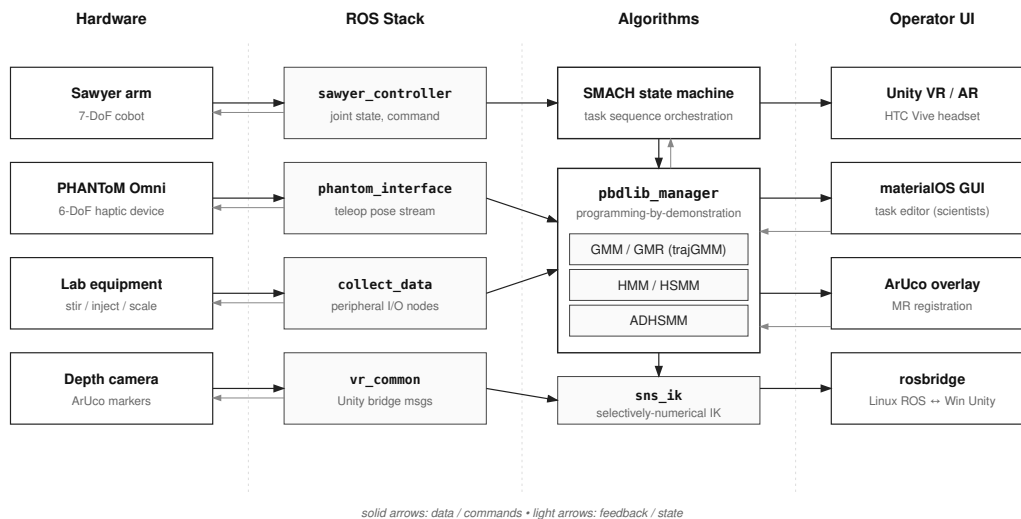 Hardware
ROS Stack
Algorithms
Operator UI
Sawyer arm
7-DoF cobot
sawyer_controller
joint state, command
SMACH state machine
task sequence orchestration
Unity VR / AR
HTC Vive headset
PHANToM Omni
6-DoF haptic device
phantom_interface
teleop pose stream
pbdlib_manager
programming-by-demonstration
materialOS GUI
task editor (scientists)
GMM / GMR (trajGMM)
HMM / HSMM
ADHSMM
Lab equipment
stir / inject / scale
collect_data
peripheral I/O nodes
ArUco overlay
MR registration
Depth camera
ArUco markers
vr_common
Unity bridge msgs
sns_ik
selectively-numerical IK
rosbridge
Linux ROS ↔ Win Unity
solid arrows: data / commands • light arrows: feedback / state